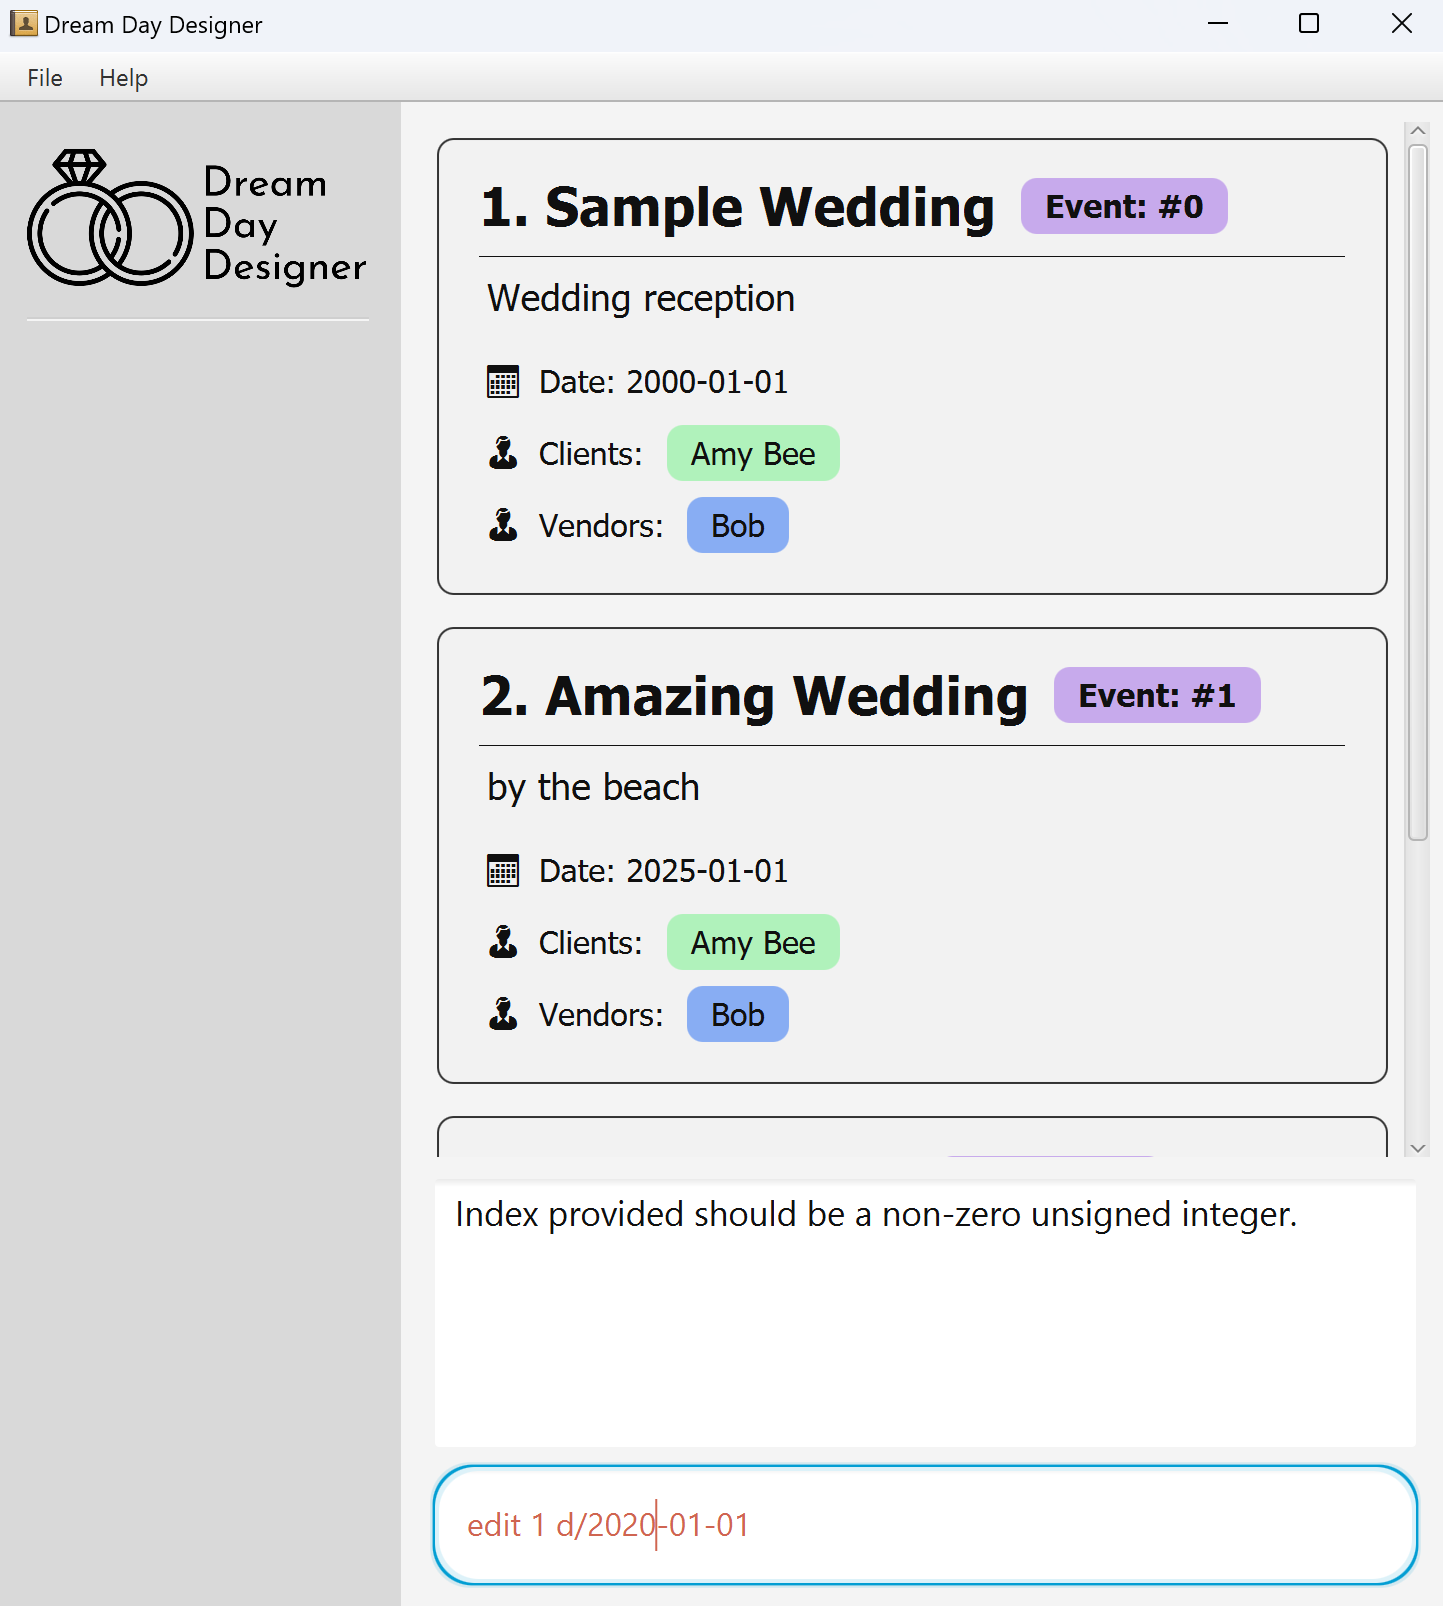 Dream Day Designer
File Help
Dream
Day
Designer
1. Sample Wedding Event: #0
Wedding reception
Date: 2000-01-01
Clients: Amy Bee
Vendors: Bob
2. Amazing Wedding Event: #1
by the beach
Date: 2025-01-01
Clients: Amy Bee
Vendors: Bob
Index provided should be a non-zero unsigned integer.
edit 1 d/2020-01-01